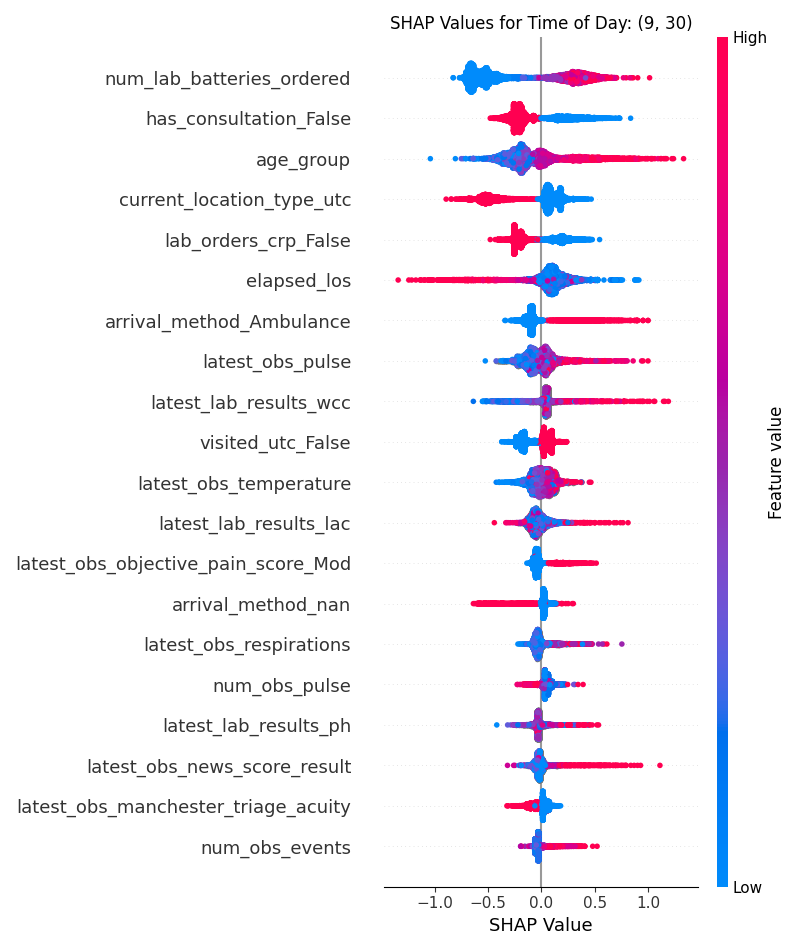 SHAP Values for Time of Day: (9, 30)
High
num_lab_batteries_ordered
has_consultation_False
age_group
current_location_type_utc
lab_orders_crp_False
elapsed_los
arrival_method_Ambulance
latest_obs_pulse
latest_lab_results_wcc
visited_utc_False
latest_obs_temperature
latest_lab_results_lac
latest_obs_objective_pain_score_Mod
arrival_method_nan
latest_obs_respirations
num_obs_pulse
latest_lab_results_ph
latest_obs_news_score_result
latest_obs_manchester_triage_acuity
num_obs_events
Feature value
Low
−1.0 −0.5 0.0 0.5 1.0
SHAP Value